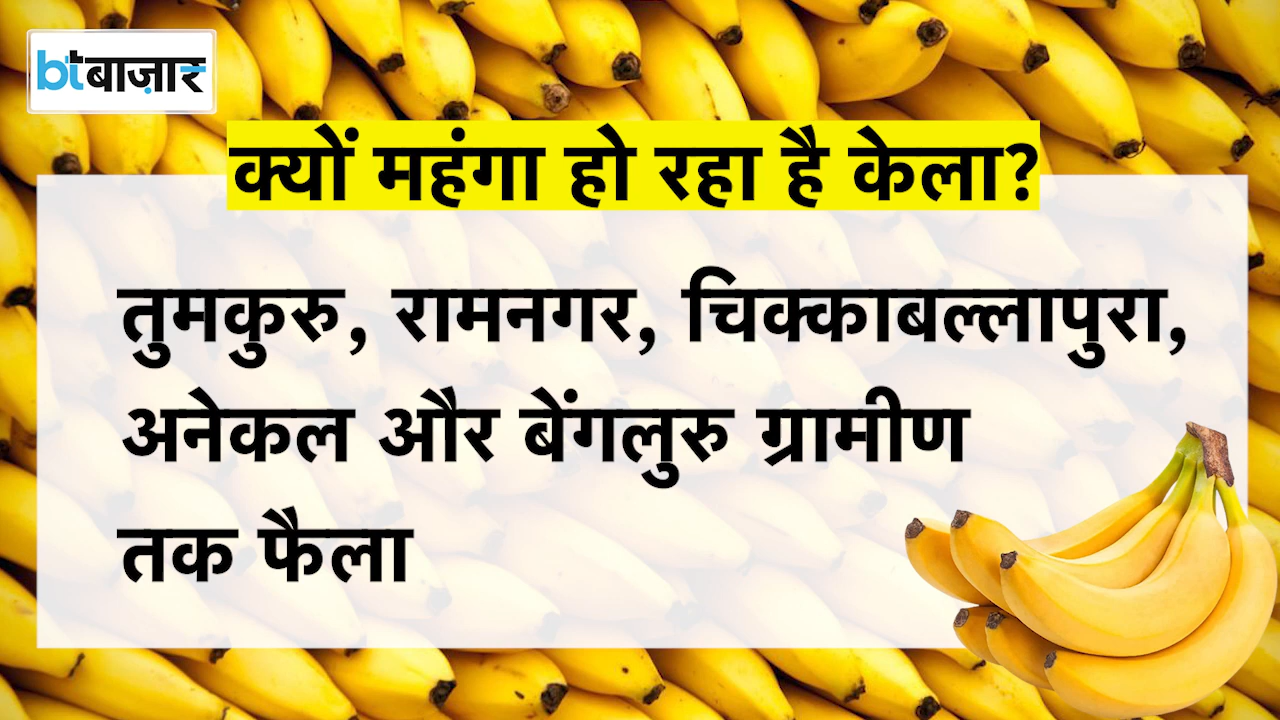 btबाज़ार
क्यों महंगा हो रहा है केला?
तुमकुरु, रामनगर, चिक्काबल्लापुरा,
अनेकल और बेंगलुरु ग्रामीण
तक फैला